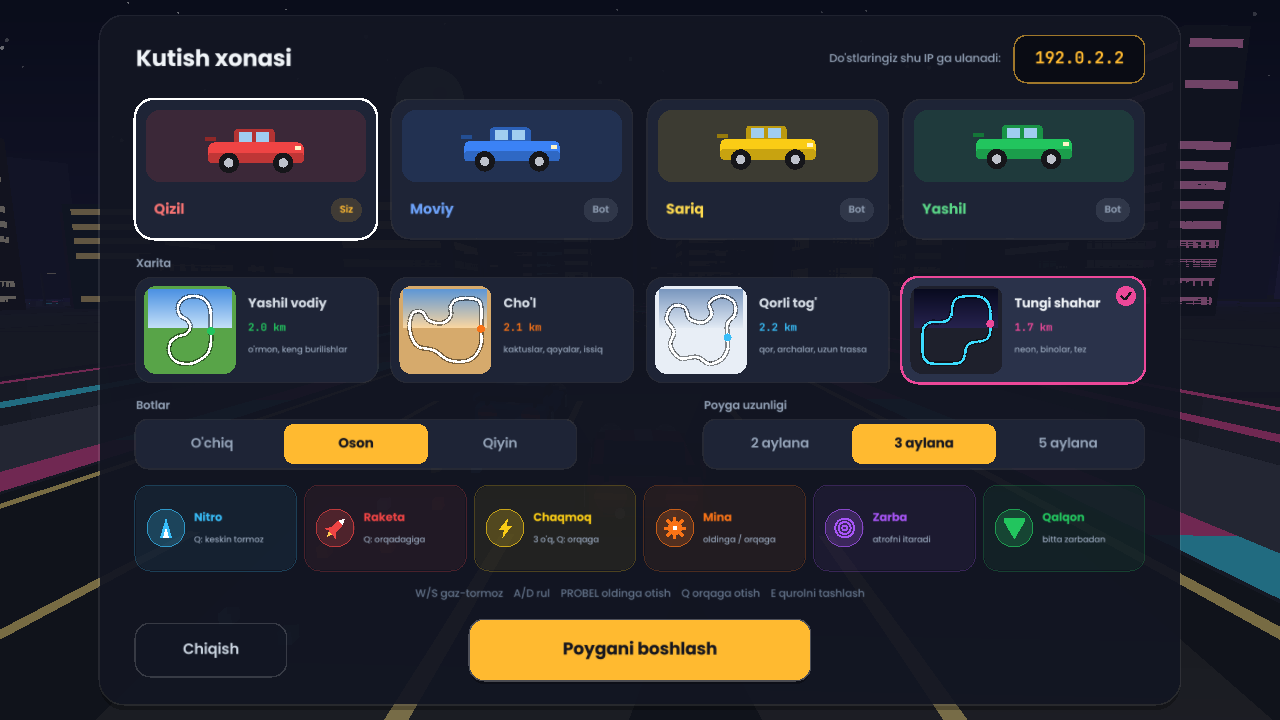 Kutish xonasi
Do'stlaringiz shu IP ga ulanadi:
192.0.2.2
Qizil
Siz
Moviy
Bot
Sariq
Bot
Yashil
Bot
Xarita
Yashil vodiy
2.0 km
o'rmon, keng burilishlar
Cho'l
2.1 km
kaktuslar, qoyalar, issiq
Qorli tog'
2.2 km
qor, archalar, uzun trassa
Tungi shahar
1.7 km
neon, binolar, tez
Botlar
O'chiq
Oson
Qiyin
Poyga uzunligi
2 aylana
3 aylana
5 aylana
Nitro
Q: keskin tormoz
Raketa
Q: orqadagiga
Chaqmoq
3 o'q, Q: orqaga
Mina
oldinga / orqaga
Zarba
atrofni itaradi
Qalqon
bitta zarbadan
W/S gaz-tormoz A/D rul PROBEL oldinga otish Q orqaga otish E qurolni tashlash
Chiqish
Poygani boshlash